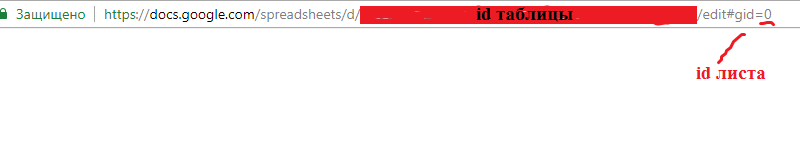 Защищено https://docs.google.com/spreadsheets/d/ id таблицы /edit#gid=0
id листа